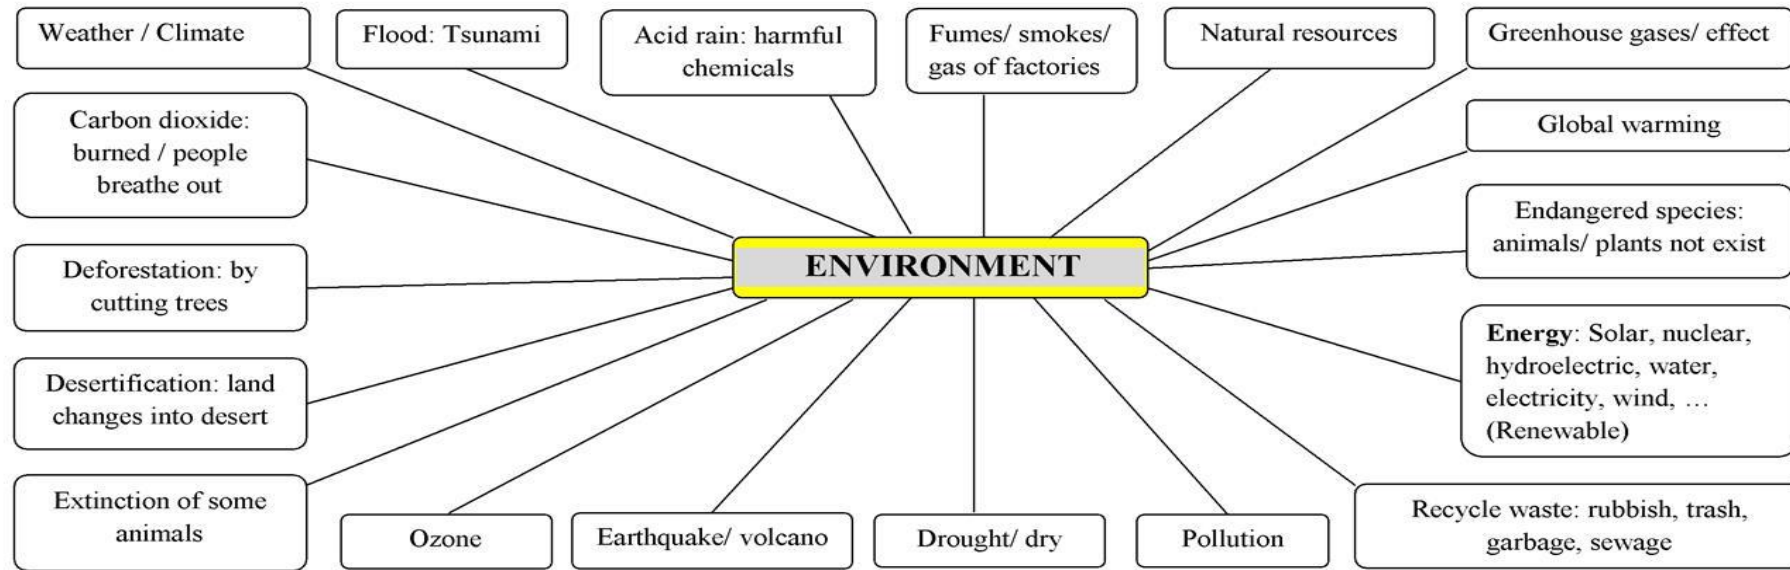 Weather / Climate
Flood: Tsunami
Acid rain: harmful
chemicals
Fumes/ smokes/
gas of factories
Natural resources
Greenhouse gases/ effect
Carbon dioxide:
burned / people
breathe out
Global warming
Endangered species:
animals/ plants not exist
ENVIRONMENT
Deforestation: by
cutting trees
Energy: Solar, nuclear,
hydroelectric, water,
electricity, wind, …
(Renewable)
Desertification: land
changes into desert
Extinction of some
animals
Ozone
Earthquake/ volcano
Drought/ dry
Pollution
Recycle waste: rubbish, trash,
garbage, sewage